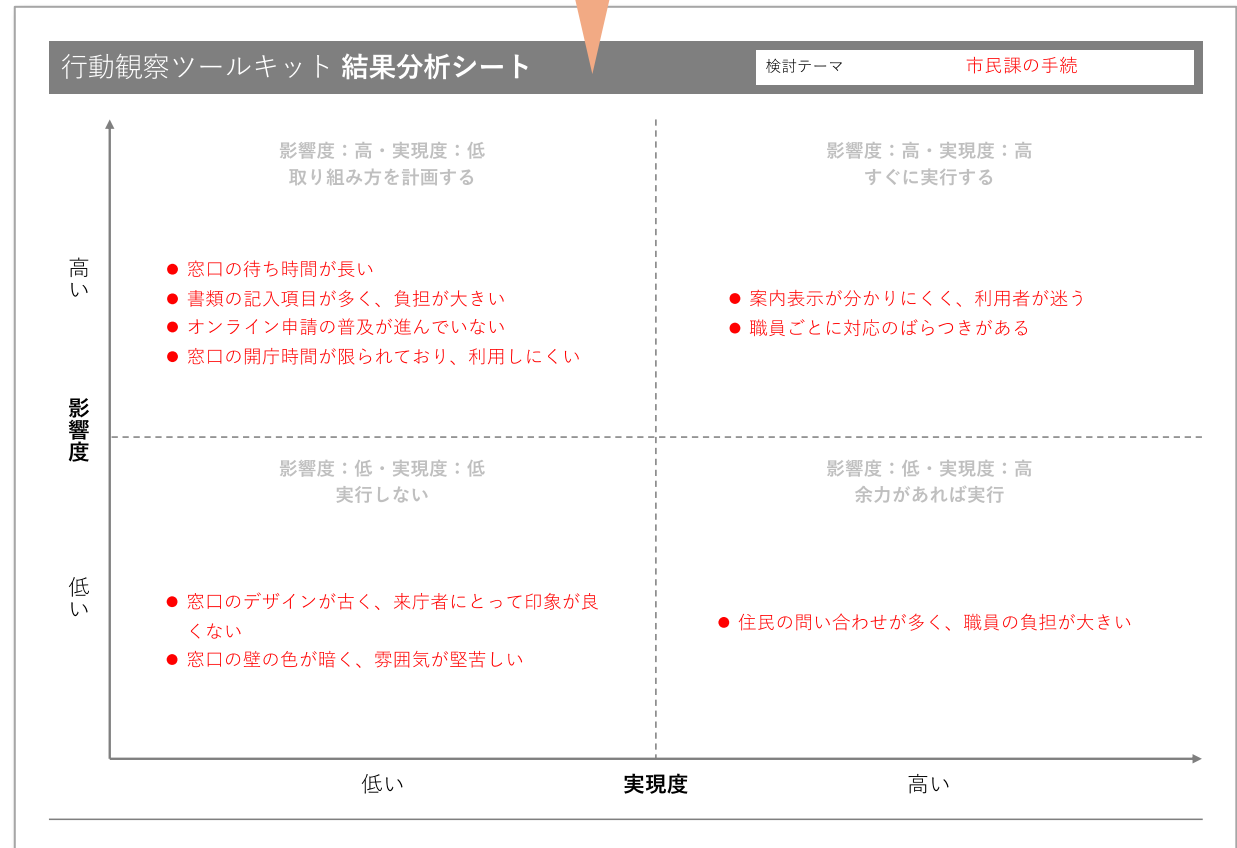 行動観察ツールキット 結果分析シート
検討テーマ 市民課の手続
影響度：高・実現度：低
取り組み方を計画する
影響度：高・実現度：高
すぐに実行する
高い
● 窓口の待ち時間が長い
● 書類の記入項目が多く、負担が大きい
● オンライン申請の普及が進んでいない
● 窓口の開庁時間が限られており、利用しにくい
● 案内表示が分かりにくく、利用者が迷う
● 職員ごとに対応のばらつきがある
影響度
影響度：低・実現度：低
実行しない
影響度：低・実現度：高
余力があれば実行
低い
● 窓口のデザインが古く、来庁者にとって印象が良
くない
● 窓口の壁の色が暗く、雰囲気が堅苦しい
● 住民の問い合わせが多く、職員の負担が大きい
低い 実現度 高い